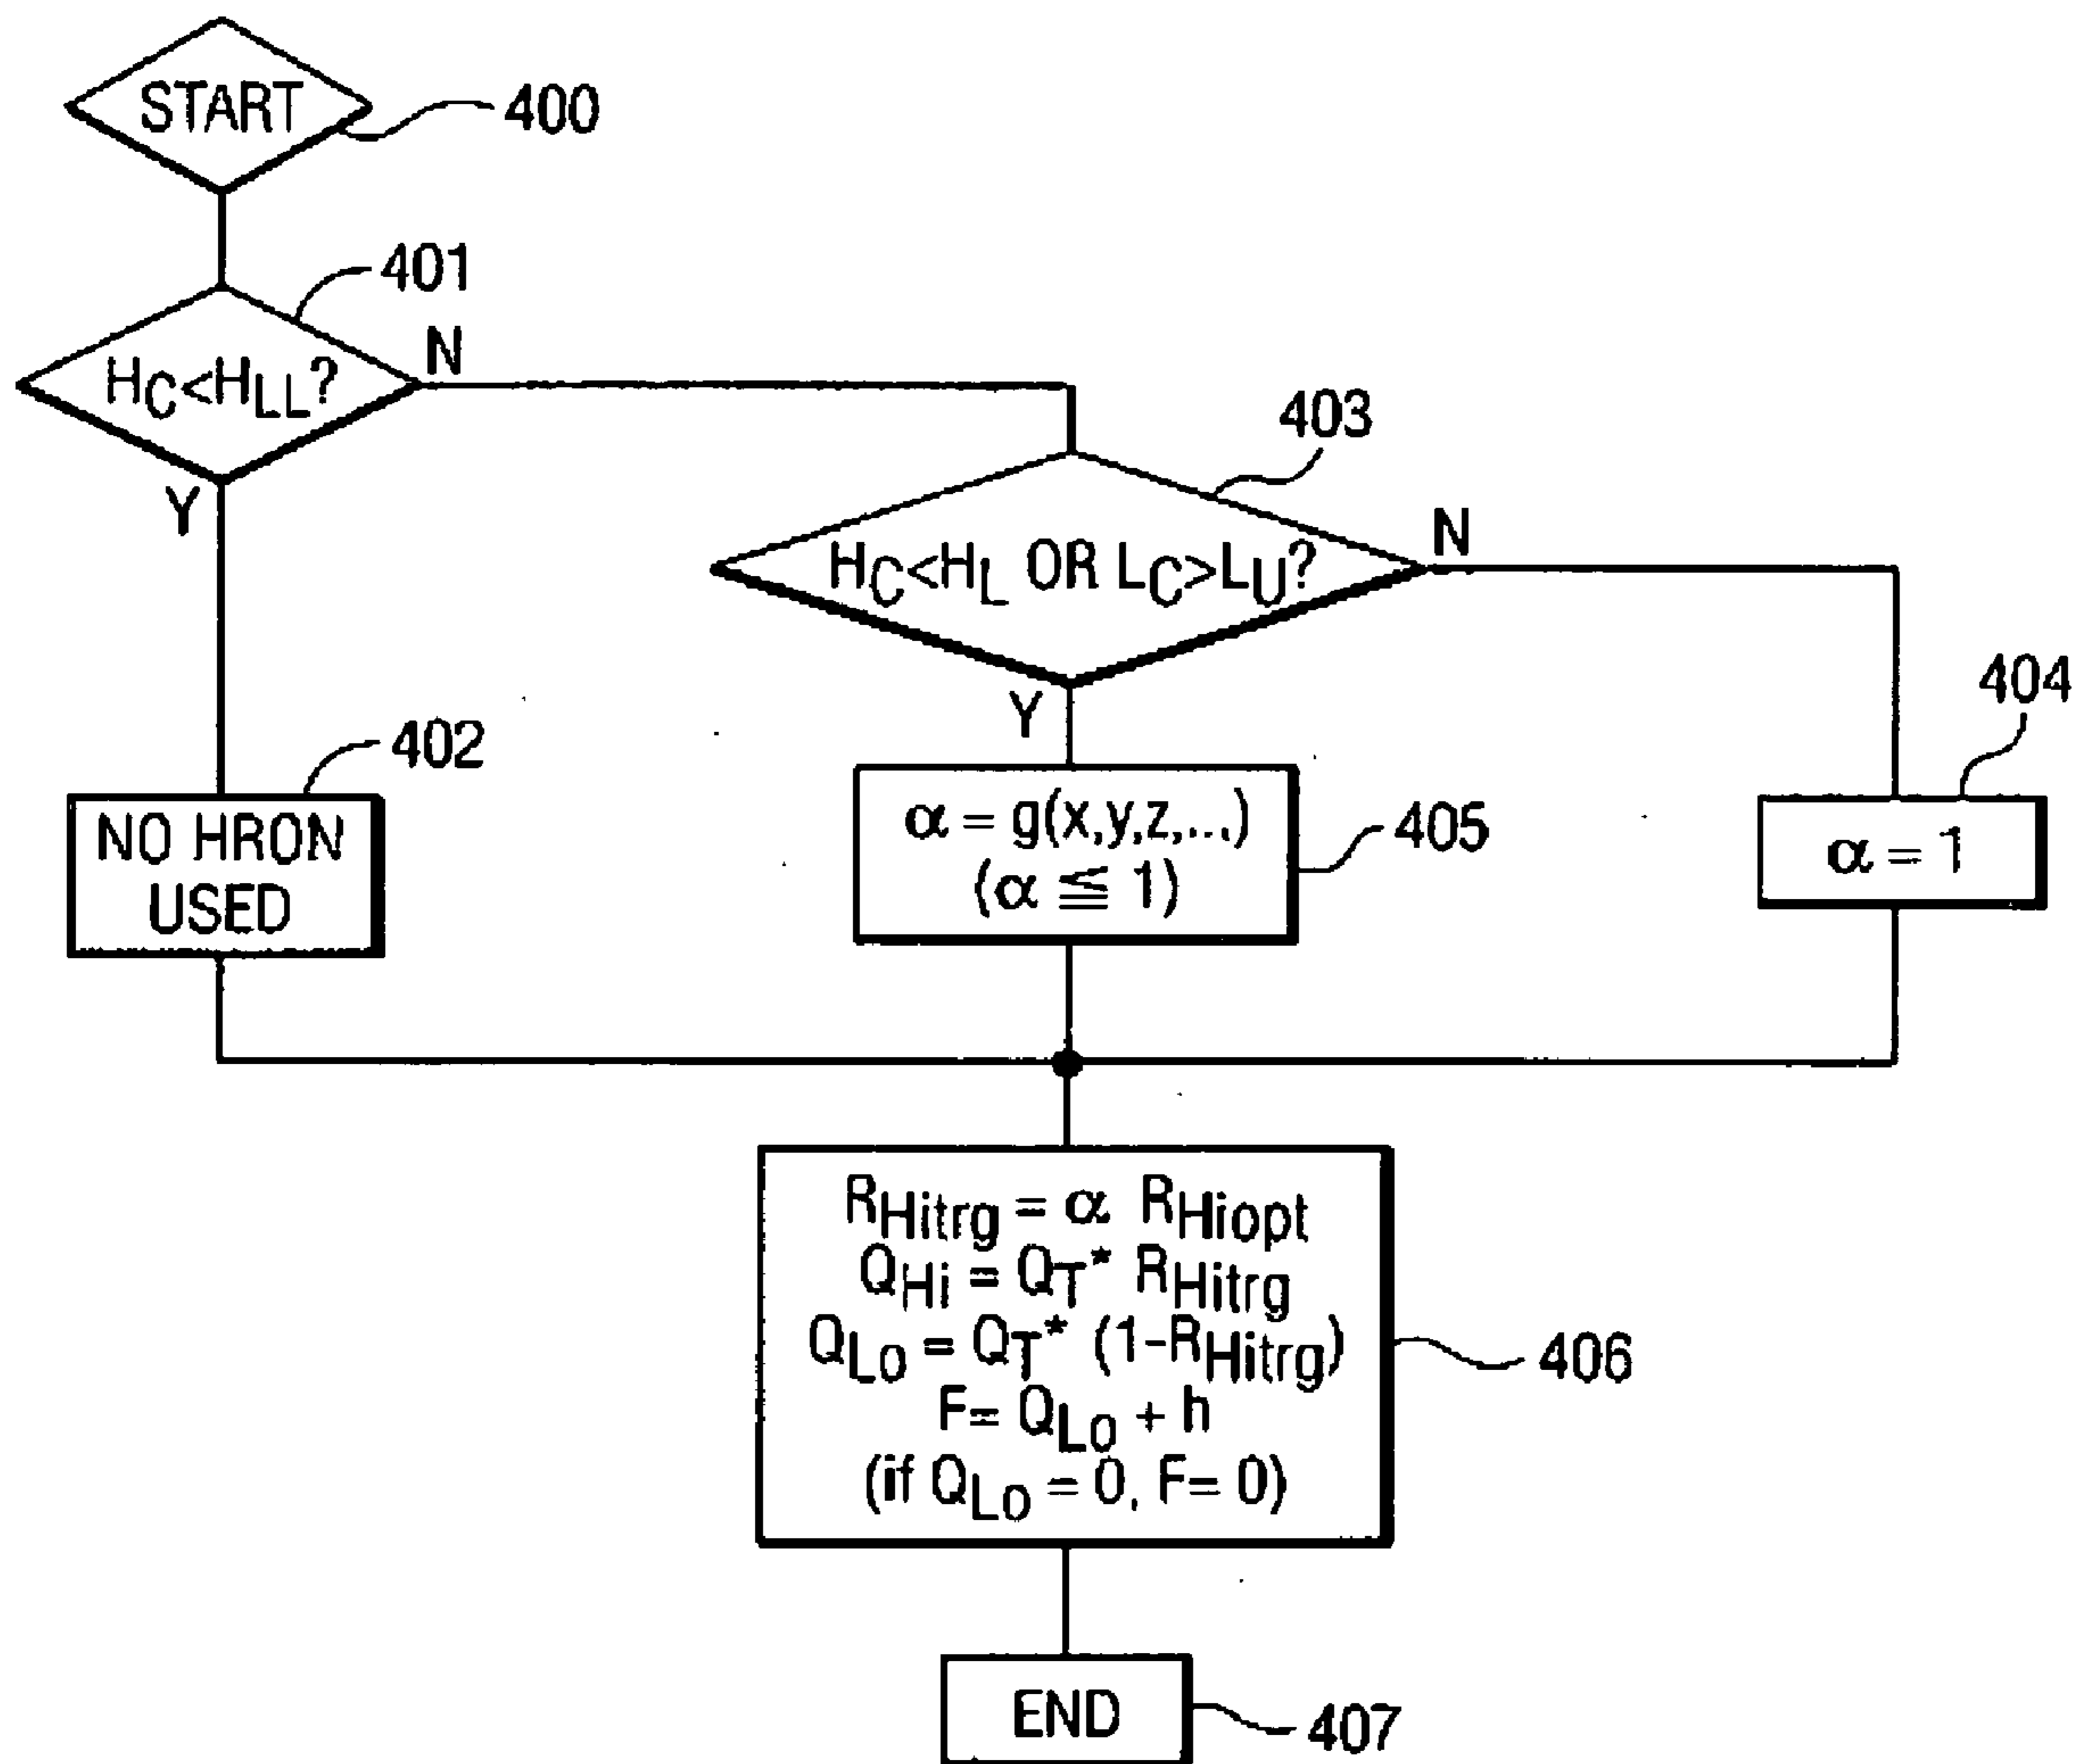 START
400
401
HC<HLL?
N
Y
403
HC<HL OR LC>LU?
N
Y
404
402
NO HRON
USED
α = g(x,y,z,...)
(α ≦ 1)
405
α = 1
RHitrg = α RHiopt
QHi = QT* RHitrg
QLo = QT* (1-RHitrg)
F= QLo + h
(if QLo = 0, F= 0)
406
END
407